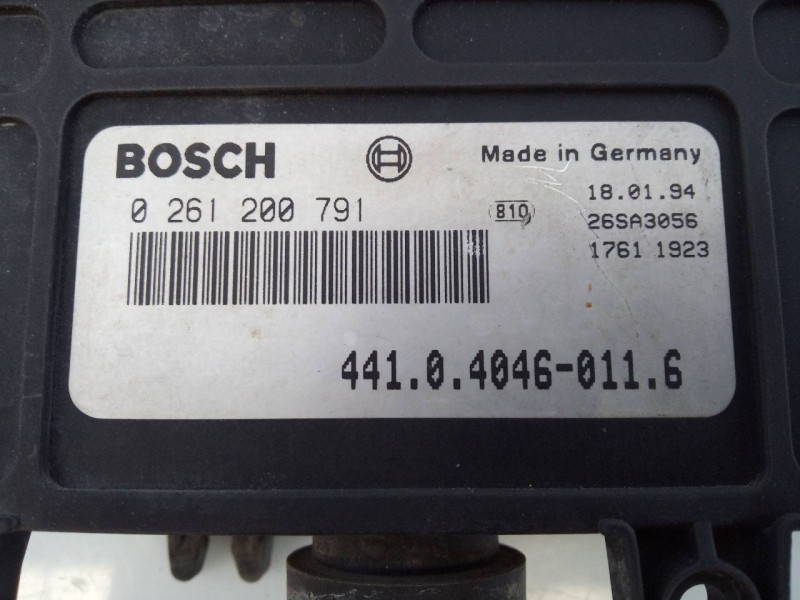 BOSCH
Made in Germany
0 261 200 791
810
18.01.94
26SA3056
1761 1923
441.0.4046-011.6